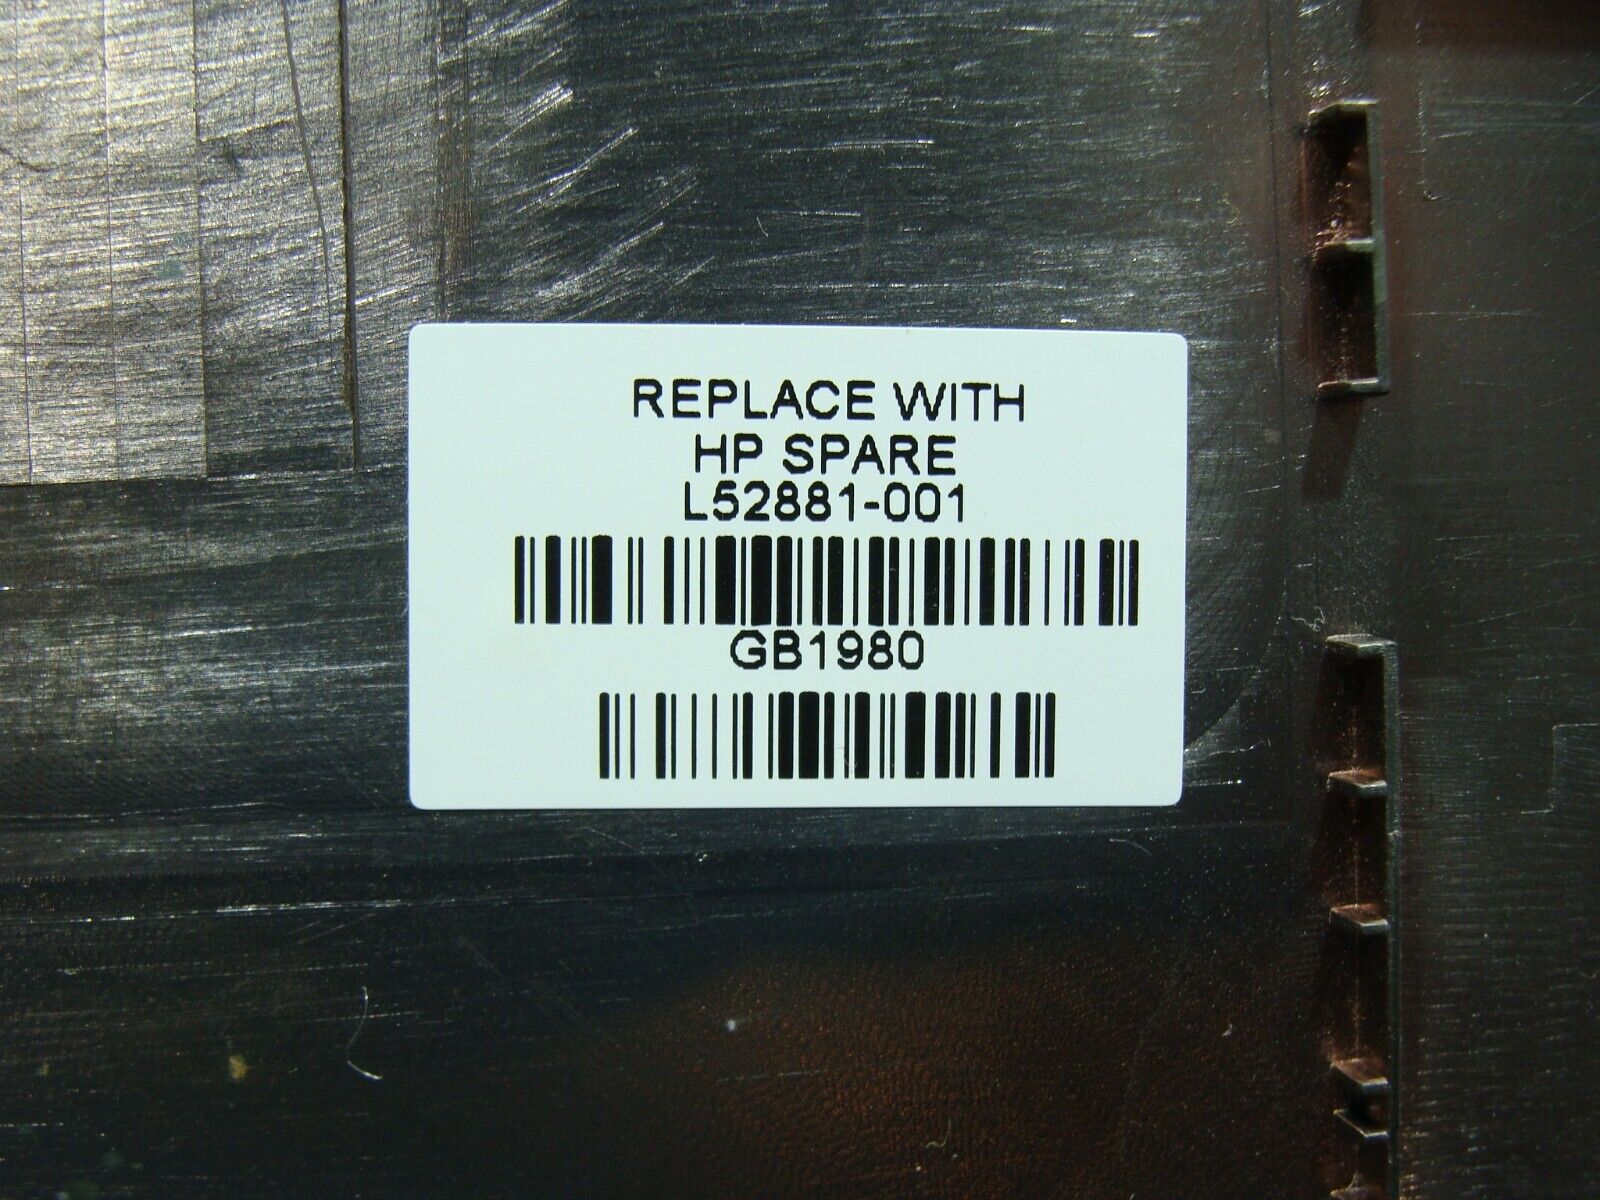 REPLACE WITH
HP SPARE
L52881-001
GB1980